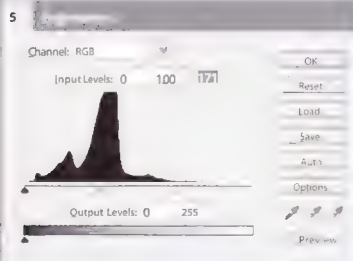 5
Channel: RGB
Input Levels: 0 1.00 171
Output Levels: 0 255
OK
Reset
Load
Save
Auto
Options
Preview